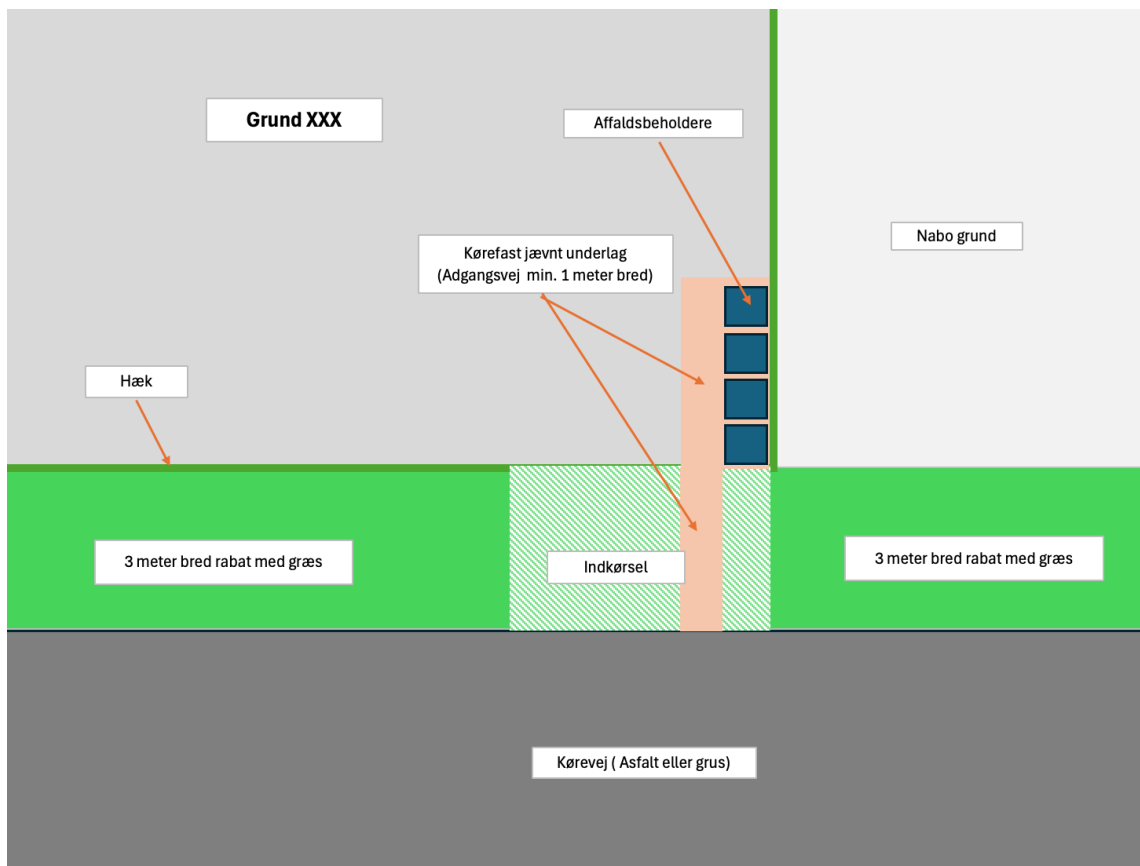 Grund XXX
Affaldsbeholdere
Nabo grund
Kørefast jævnt underlag
(Adgangsvej min. 1 meter bred)
Hæk
3 meter bred rabat med græs
Indkørsel
3 meter bred rabat med græs
Kørevej ( Asfalt eller grus)